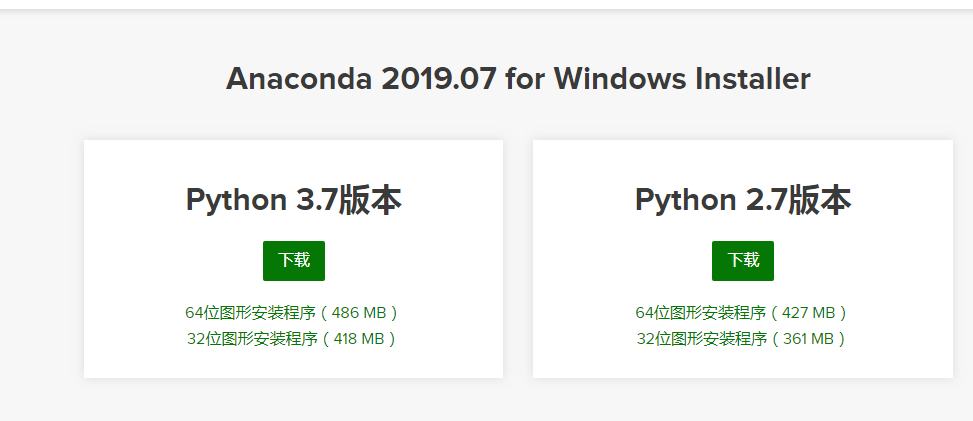 Anaconda 2019.07 for Windows Installer
Python 3.7版本
下载
64位图形安装程序（486 MB）
32位图形安装程序（418 MB）
Python 2.7版本
下载
64位图形安装程序（427 MB）
32位图形安装程序（361 MB）